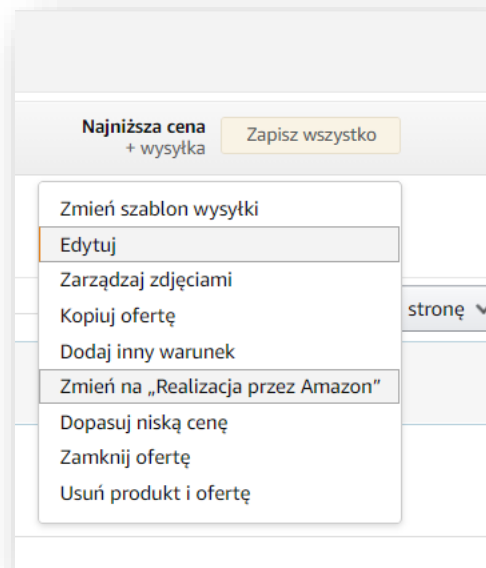 Najniższa cena
+ wysyłka
Zapisz wszystko
Zmień szablon wysyłki
Edytuj
Zarządzaj zdjęciami
Kopiuj ofertę
stronę
Dodaj inny warunek
Zmień na „Realizacja przez Amazon”
Dopasuj niską cenę
Zamknij ofertę
Usuń produkt i ofertę